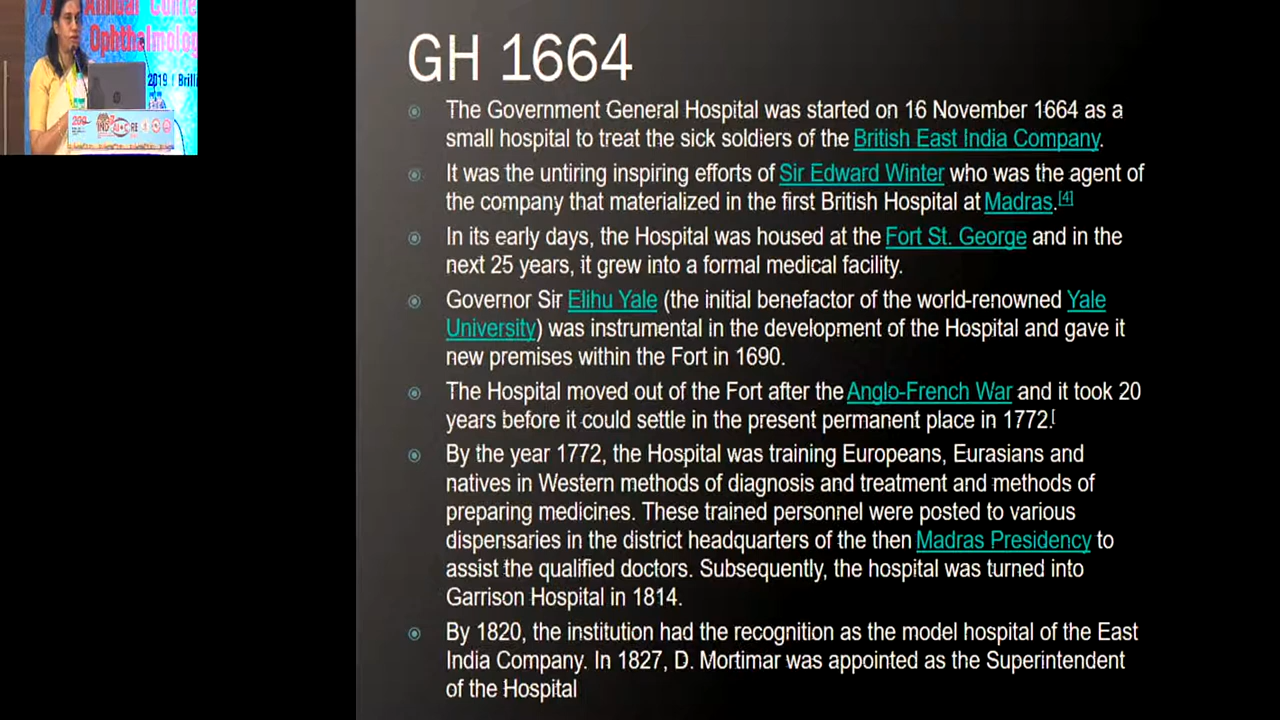 Annual Confe
Ophthalmolog
2019 | Brili
GH 1664
The Government General Hospital was started on 16 November 1664 as a
small hospital to treat the sick soldiers of the British East India Company.
It was the untiring inspiring efforts of Sir Edward Winter who was the agent of
the company that materialized in the first British Hospital at Madras.[4]
In its early days, the Hospital was housed at the Fort St. George and in the
next 25 years, it grew into a formal medical facility.
Governor Sir Elihu Yale (the initial benefactor of the world-renowned Yale
University) was instrumental in the development of the Hospital and gave it
new premises within the Fort in 1690.
The Hospital moved out of the Fort after the Anglo-French War and it took 20
years before it could settle in the present permanent place in 1772.[
By the year 1772, the Hospital was training Europeans, Eurasians and
natives in Western methods of diagnosis and treatment and methods of
preparing medicines. These trained personnel were posted to various
dispensaries in the district headquarters of the then Madras Presidency to
assist the qualified doctors. Subsequently, the hospital was turned into
Garrison Hospital in 1814.
By 1820, the institution had the recognition as the model hospital of the East
India Company. In 1827, D. Mortimar was appointed as the Superintendent
of the Hospital